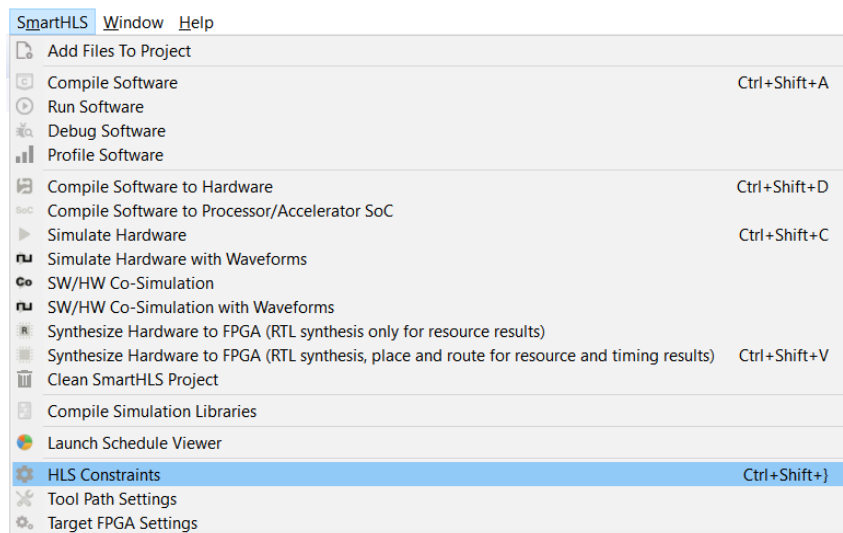 SmartHLS Window Help
Add Files To Project
Compile Software Ctrl+Shift+A
Run Software
Debug Software
Profile Software
Compile Software to Hardware Ctrl+Shift+D
SoC Compile Software to Processor/Accelerator SoC
Simulate Hardware Ctrl+Shift+C
Simulate Hardware with Waveforms
Co SW/HW Co-Simulation
SW/HW Co-Simulation with Waveforms
R Synthesize Hardware to FPGA (RTL synthesis only for resource results)
Synthesize Hardware to FPGA (RTL synthesis, place and route for resource and timing results) Ctrl+Shift+V
Clean SmartHLS Project
Compile Simulation Libraries
Launch Schedule Viewer
HLS Constraints Ctrl+Shift+}
Tool Path Settings
Target FPGA Settings